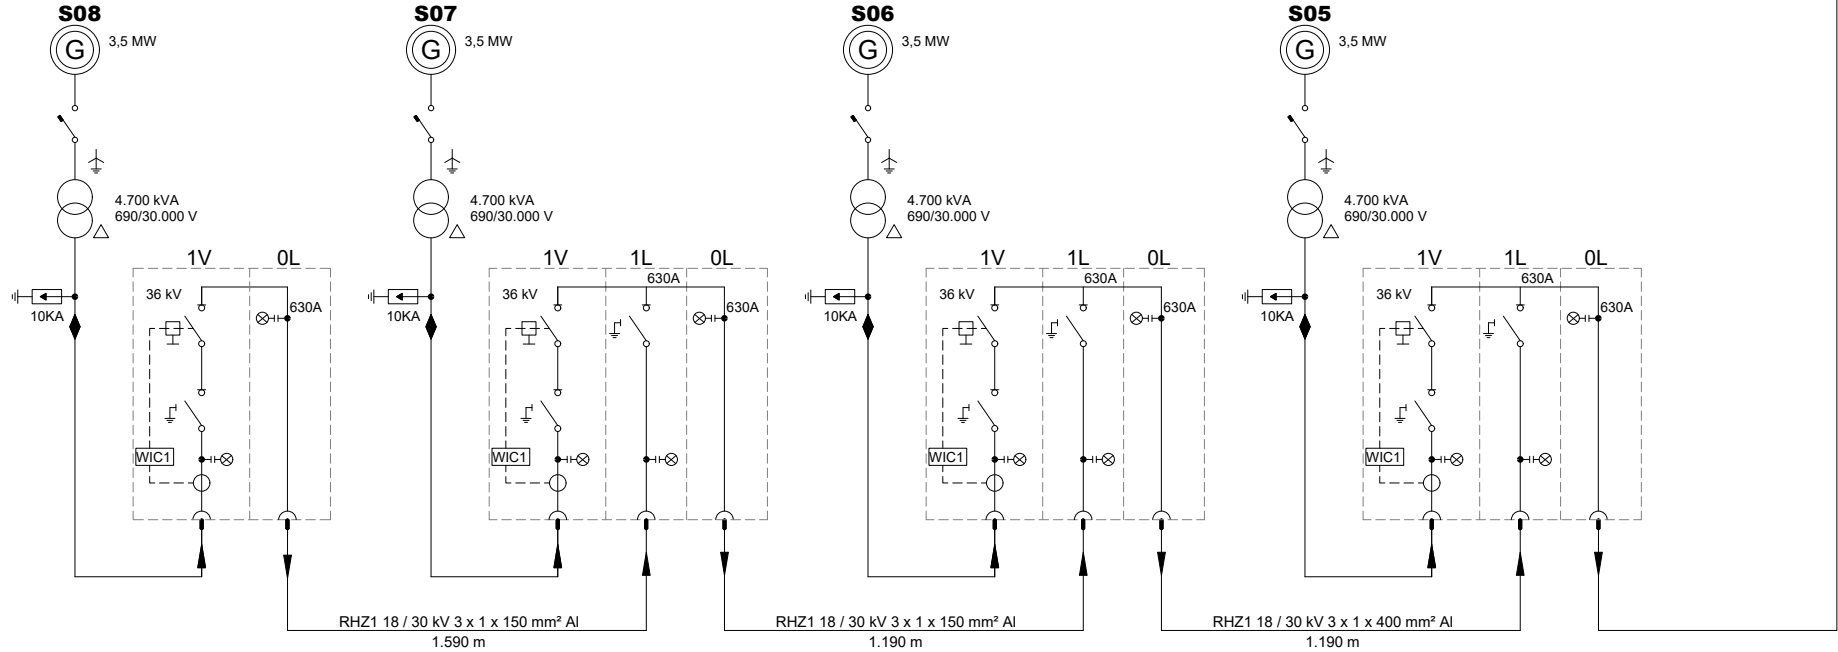 S08
S07
S06
S05
G
3,5 MW
G
3,5 MW
G
3,5 MW
G
3,5 MW
4.700 kVA
690/30.000 V
4.700 kVA
690/30.000 V
4.700 kVA
690/30.000 V
4.700 kVA
690/30.000 V
1V
0L
1V
1L
0L
1V
1L
0L
1V
1L
0L
10KA
36 kV
630A
10KA
36 kV
630A
630A
10KA
36 kV
630A
630A
10KA
36 kV
630A
630A
WIC1
WIC1
WIC1
WIC1
RHZ1 18 / 30 kV 3 x 1 x 150 mm² Al
1.590 m
RHZ1 18 / 30 kV 3 x 1 x 150 mm² Al
1.190 m
RHZ1 18 / 30 kV 3 x 1 x 400 mm² Al
1.190 m